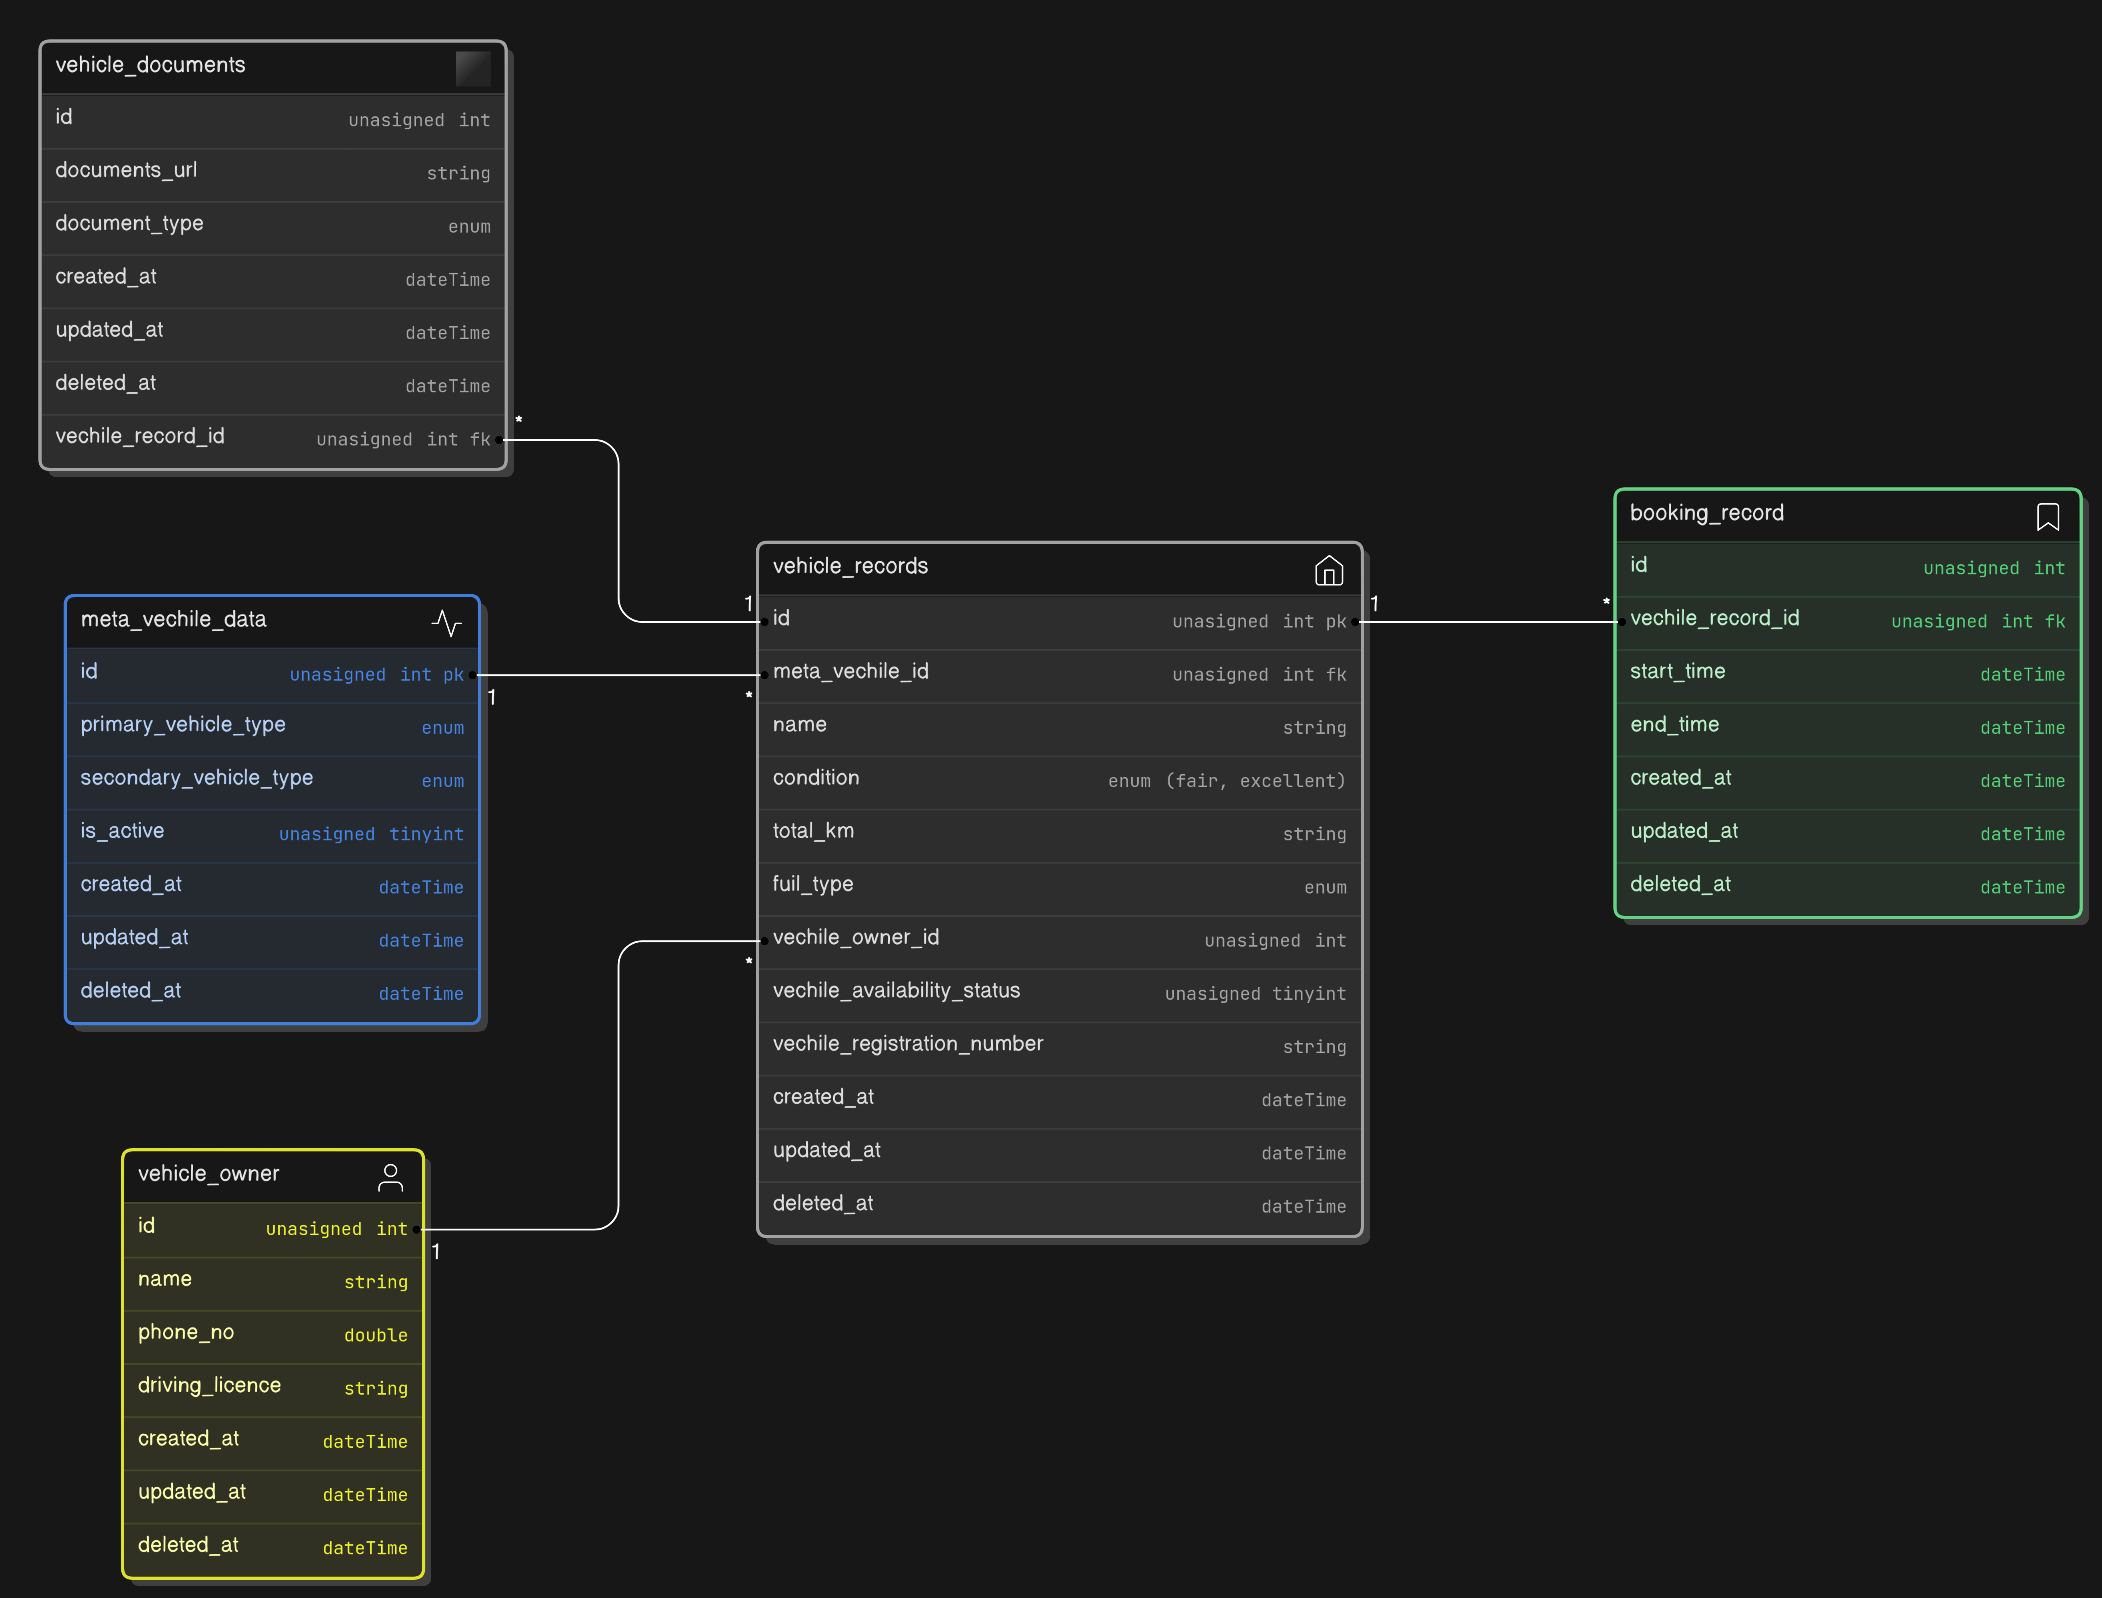 vehicle_documents
id unasigned int
documents_url string
document_type enum
created_at dateTime
updated_at dateTime
deleted_at dateTime
vechile_record_id unasigned int fk
*
meta_vechile_data
id unasigned int pk
1
primary_vehicle_type enum
secondary_vehicle_type enum
is_active unasigned tinyint
created_at dateTime
updated_at dateTime
deleted_at dateTime
vehicle_owner
id unasigned int
1
name string
phone_no double
driving_licence string
created_at dateTime
updated_at dateTime
deleted_at dateTime
vehicle_records
1
id unasigned int pk
1
meta_vechile_id unasigned int fk
*
name string
condition enum (fair, excellent)
total_km string
fuil_type enum
vechile_owner_id unasigned int
*
vechile_availability_status unasigned tinyint
vechile_registration_number string
created_at dateTime
updated_at dateTime
deleted_at dateTime
booking_record
id unasigned int
*
vechile_record_id unasigned int fk
start_time dateTime
end_time dateTime
created_at dateTime
updated_at dateTime
deleted_at dateTime